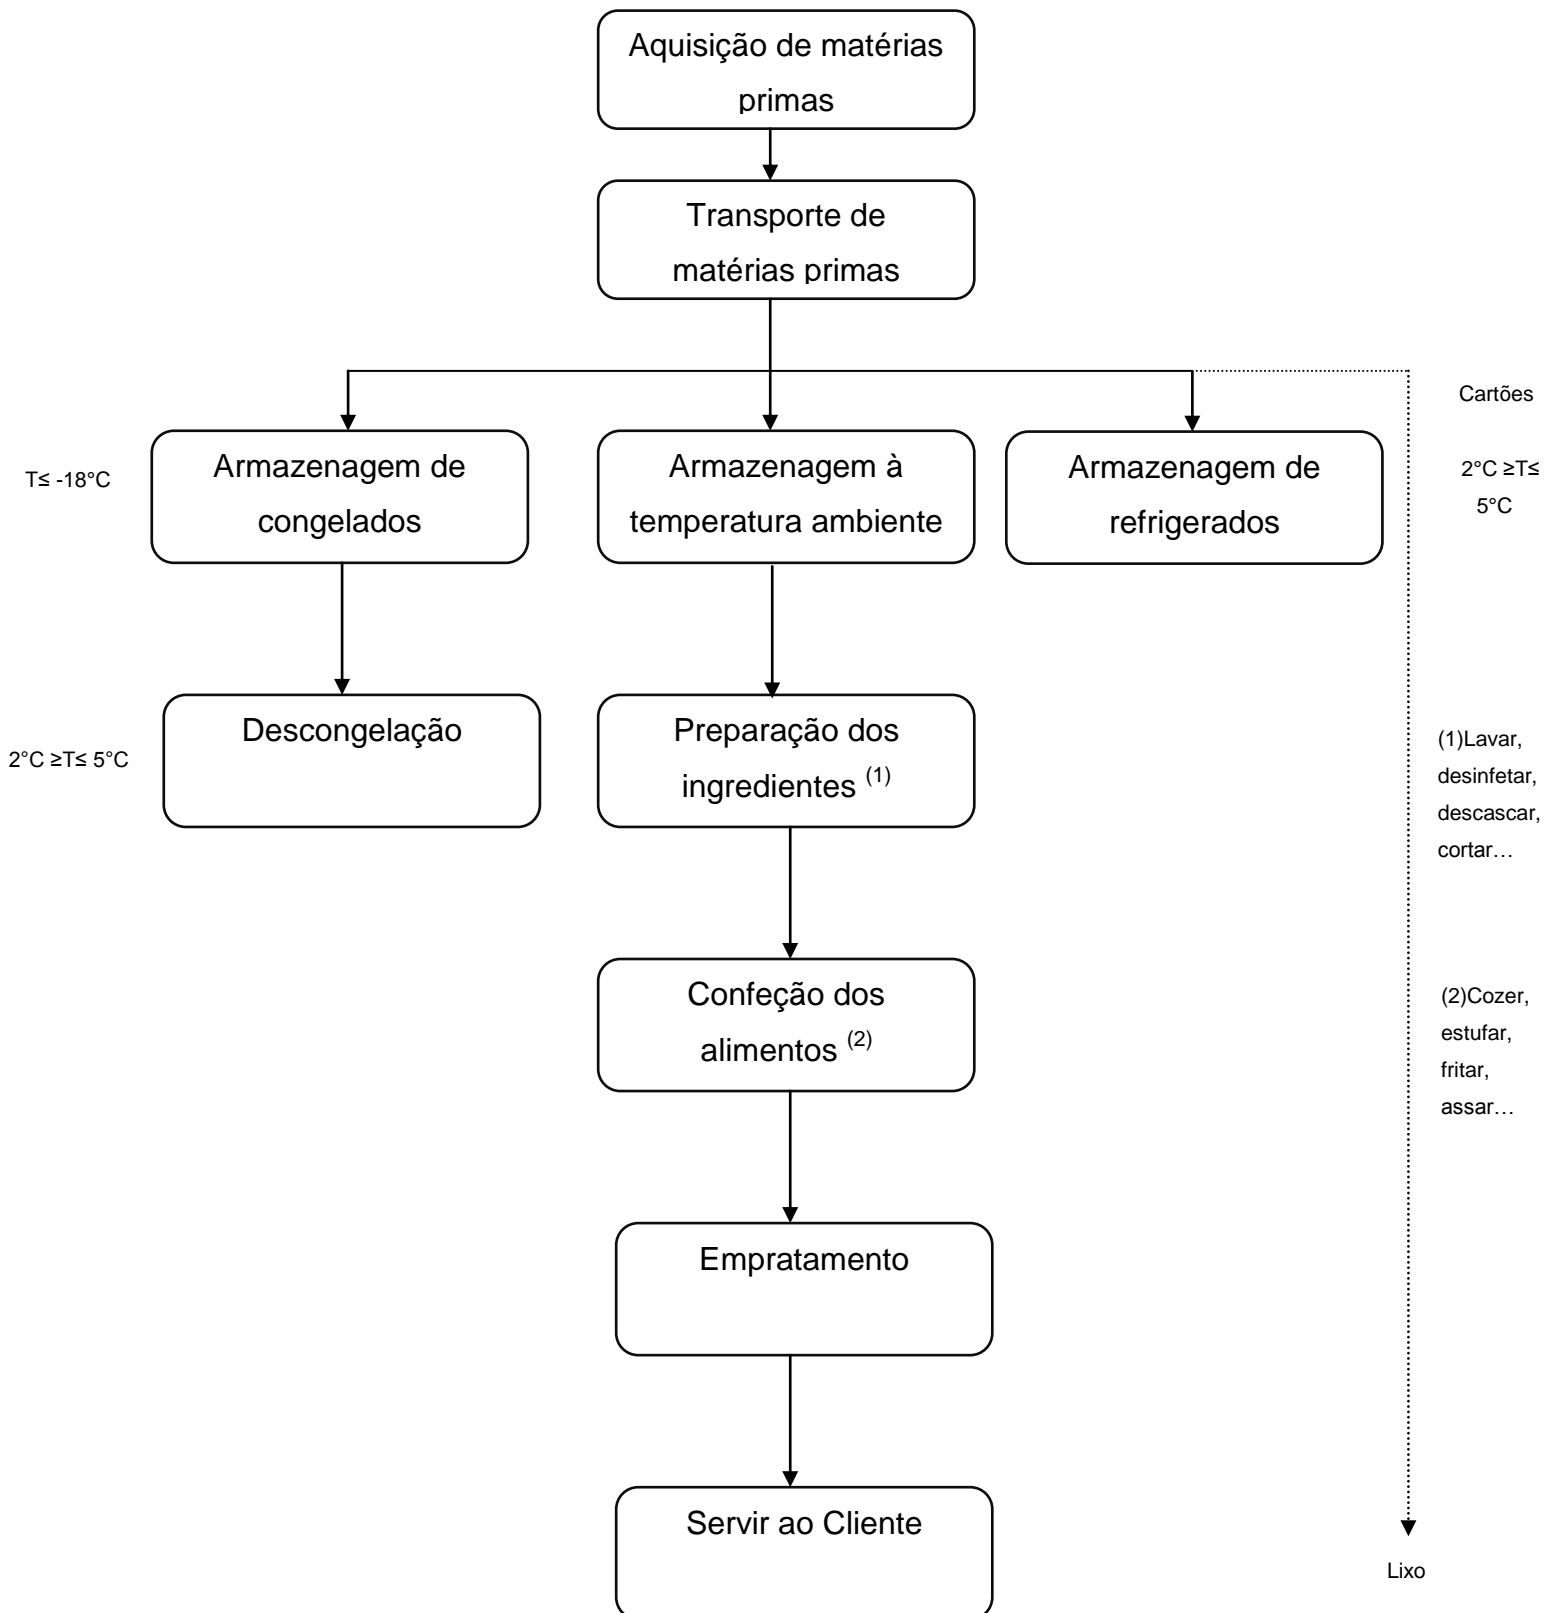 Aquisição de matérias
primas
Transporte de
matérias primas
Cartões
T≤ -18°C
Armazenagem de
congelados
Armazenagem à
temperatura ambiente
Armazenagem de
refrigerados
2°C ≥T≤
5°C
2°C ≥T≤ 5°C
Descongelação
Preparação dos
ingredientes (1)
(1)Lavar,
desinfetar,
descascar,
cortar…
Confeção dos
alimentos (2)
(2)Cozer,
estufar,
fritar,
assar…
Empratamento
Servir ao Cliente
Lixo